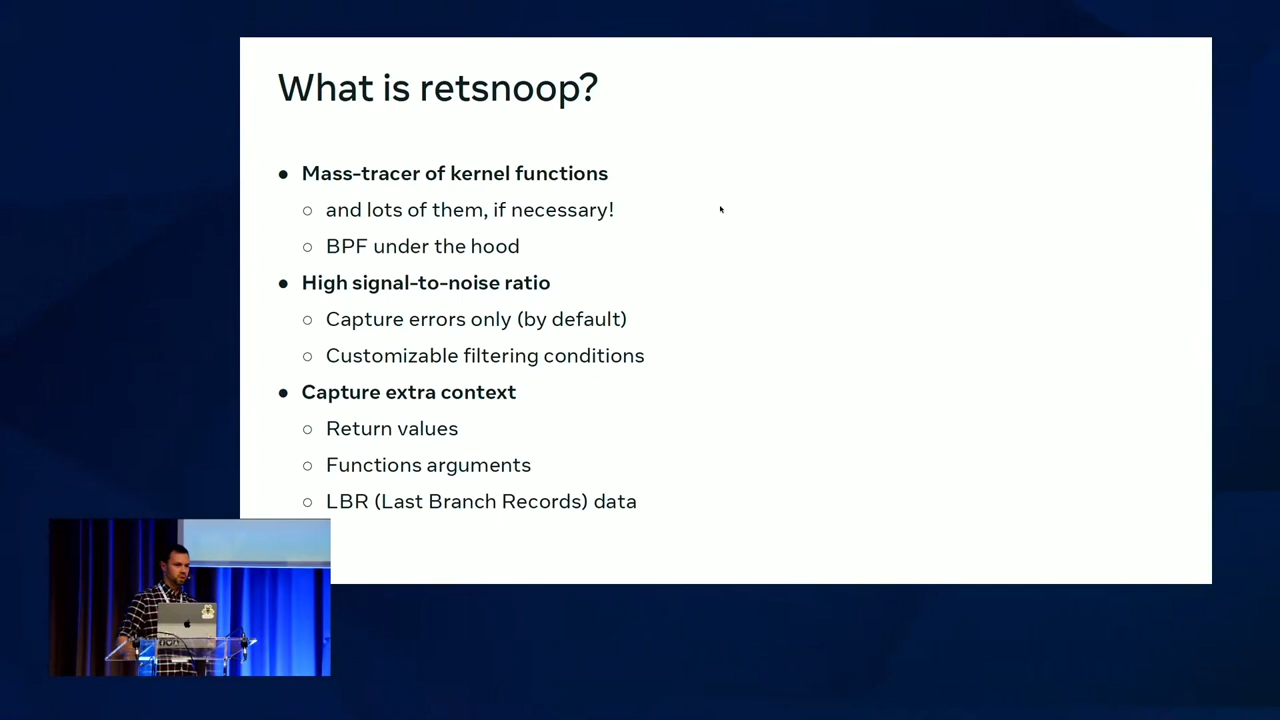 What is retsnoop?
● Mass-tracer of kernel functions
○ and lots of them, if necessary!
○ BPF under the hood
● High signal-to-noise ratio
○ Capture errors only (by default)
○ Customizable filtering conditions
● Capture extra context
○ Return values
○ Functions arguments
○ LBR (Last Branch Records) data